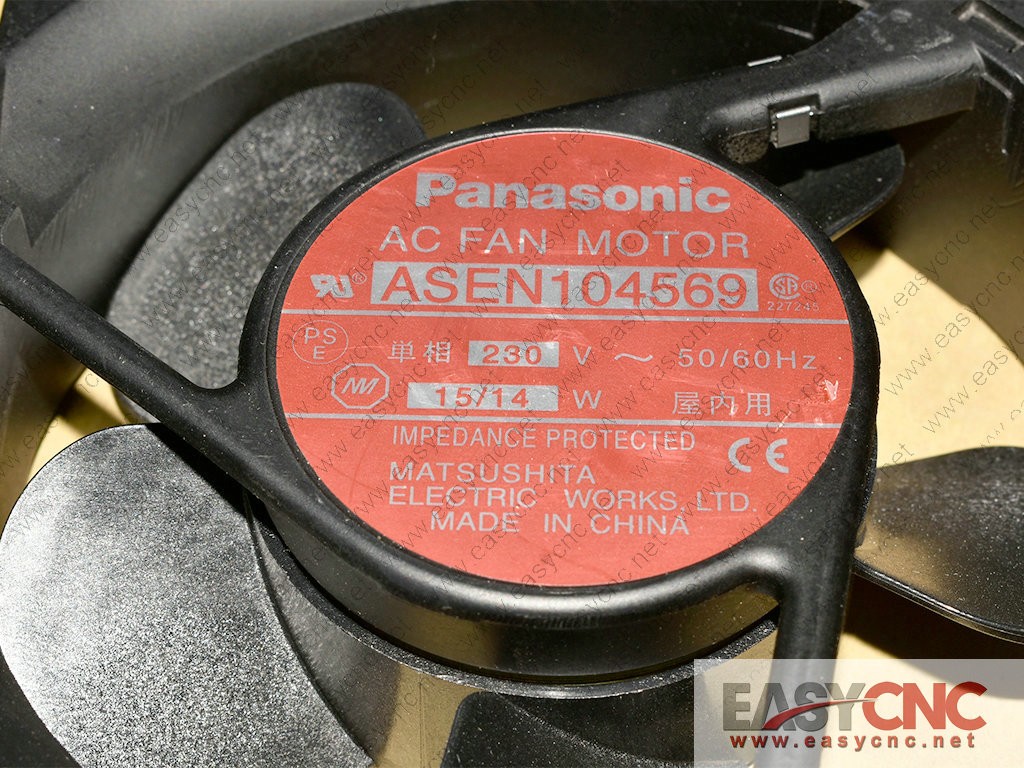 Panasonic
AC FAN MOTOR
ASEN104569
227245
PS
E
単相 230 V ～ 50/60Hz
15/14 W 屋内用
IMPEDANCE PROTECTED
CE
MATSUSHITA
ELECTRIC WORKS, LTD.
MADE IN CHINA
EASYCNC
www.easycnc.net